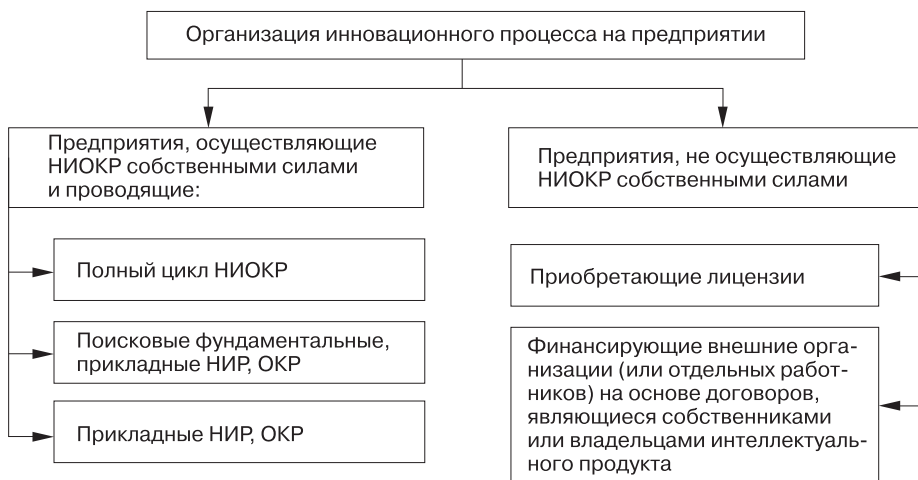 Организация инновационного процесса на предприятии
Предприятия, осуществляющие
НИОКР собственными силами
и проводящие:
Полный цикл НИОКР
Поисковые фундаментальные,
прикладные НИР, ОКР
Прикладные НИР, ОКР
Предприятия, не осуществляющие
НИОКР собственными силами
Приобретающие лицензии
Финансирующие внешние орга-
низации (или отдельных работ-
ников) на основе договоров,
являющиеся собственниками
или владельцами интеллектуаль-
ного продукта